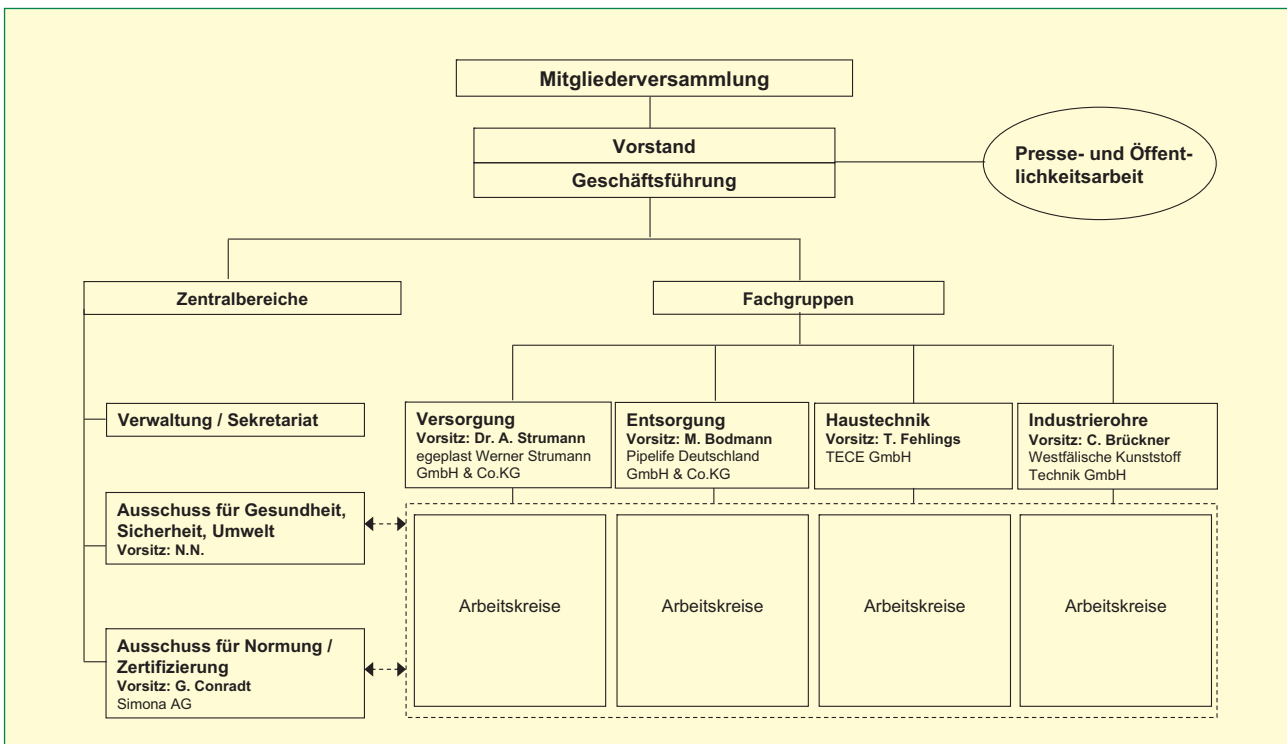 Mitgliederversammlung
Vorstand
Geschäftsführung
Presse- und Öffent-
lichkeitsarbeit
Zentralbereiche
Fachgruppen
Verwaltung / Sekretariat
Versorgung
Vorsitz: Dr. A. Strumann
egeplast Werner Strumann
GmbH & Co.KG
Entsorgung
Vorsitz: M. Bodmann
Pipelife Deutschland
GmbH & Co.KG
Haustechnik
Vorsitz: T. Fehlings
TECE GmbH
Industrierohre
Vorsitz: C. Brückner
Westfälische Kunststoff
Technik GmbH
Ausschuss für Gesundheit,
Sicherheit, Umwelt
Vorsitz: N.N.
Arbeitskreise
Arbeitskreise
Arbeitskreise
Arbeitskreise
Ausschuss für Normung /
Zertifizierung
Vorsitz: G. Conradt
Simona AG